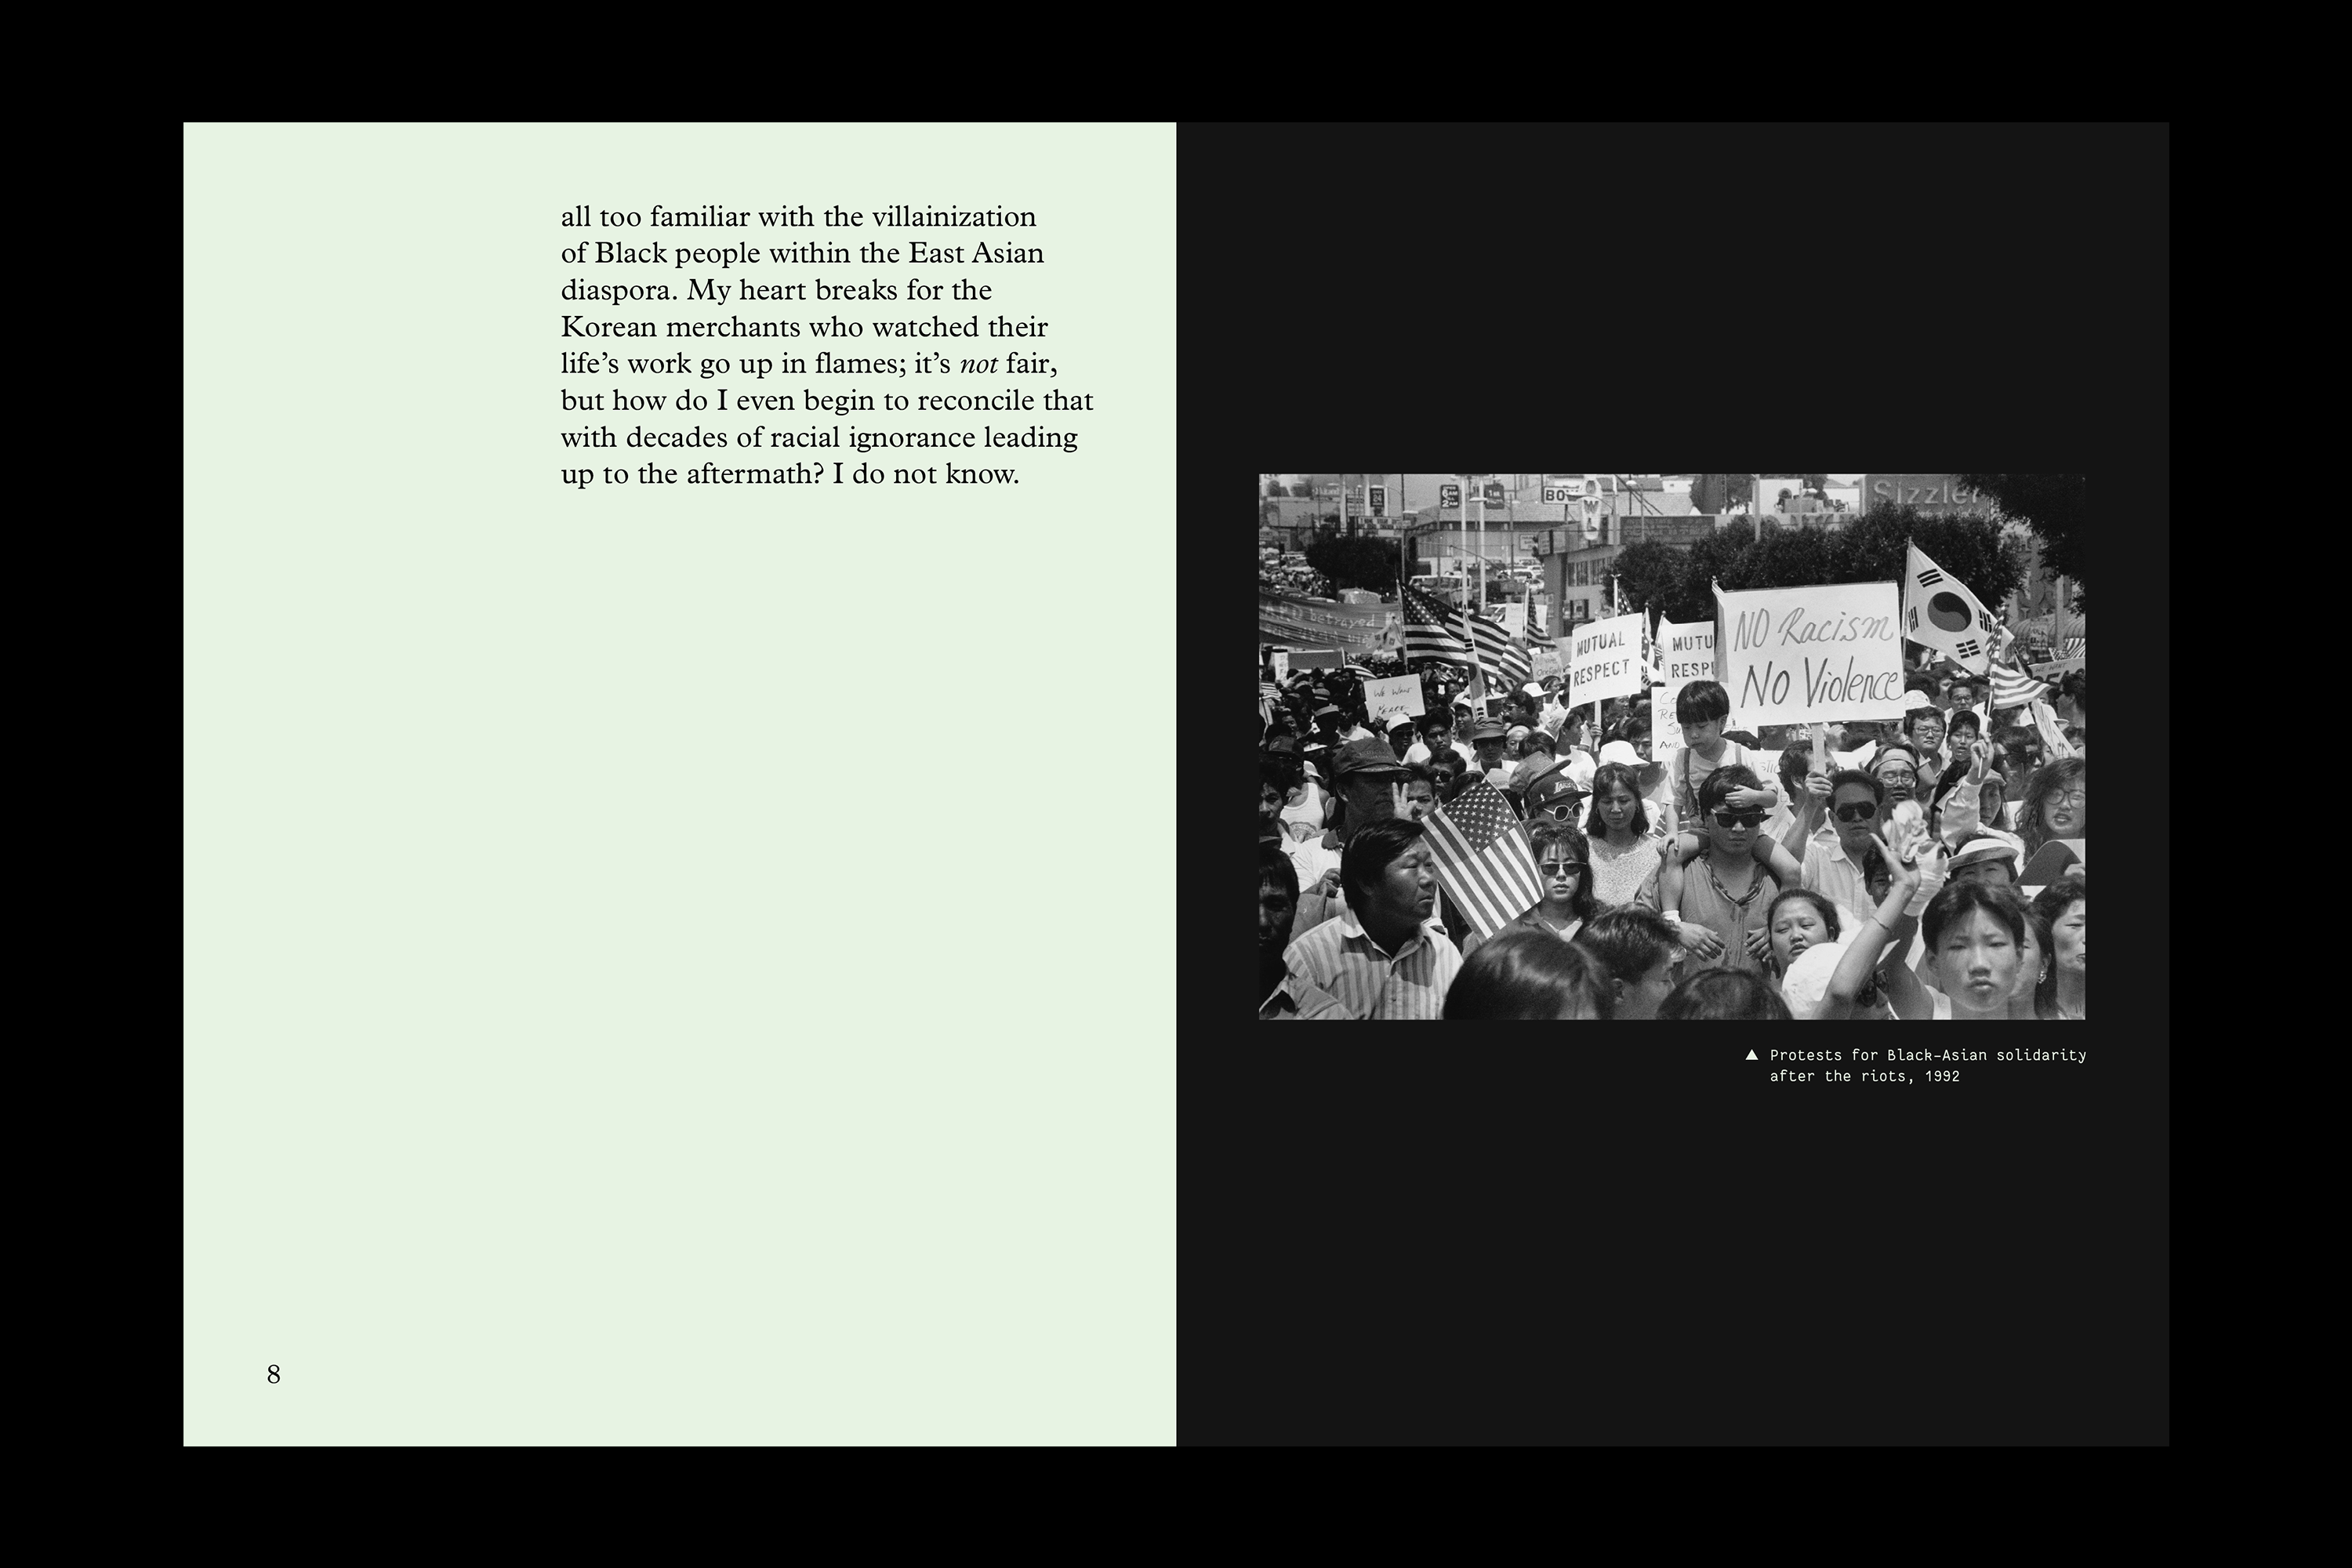 all too familiar with the villainization
of Black people within the East Asian
diaspora. My heart breaks for the
Korean merchants who watched their
life’s work go up in flames; it’s not fair,
but how do I even begin to reconcile that
with decades of racial ignorance leading
up to the aftermath? I do not know.
8
BO
W
Sizzler
betrayed
MUTUAL
RESPECT
MUTU
RESP
NO Racism
NO Violence
We Want
Peace
AND
▲ Protests for Black–Asian solidarity
after the riots, 1992